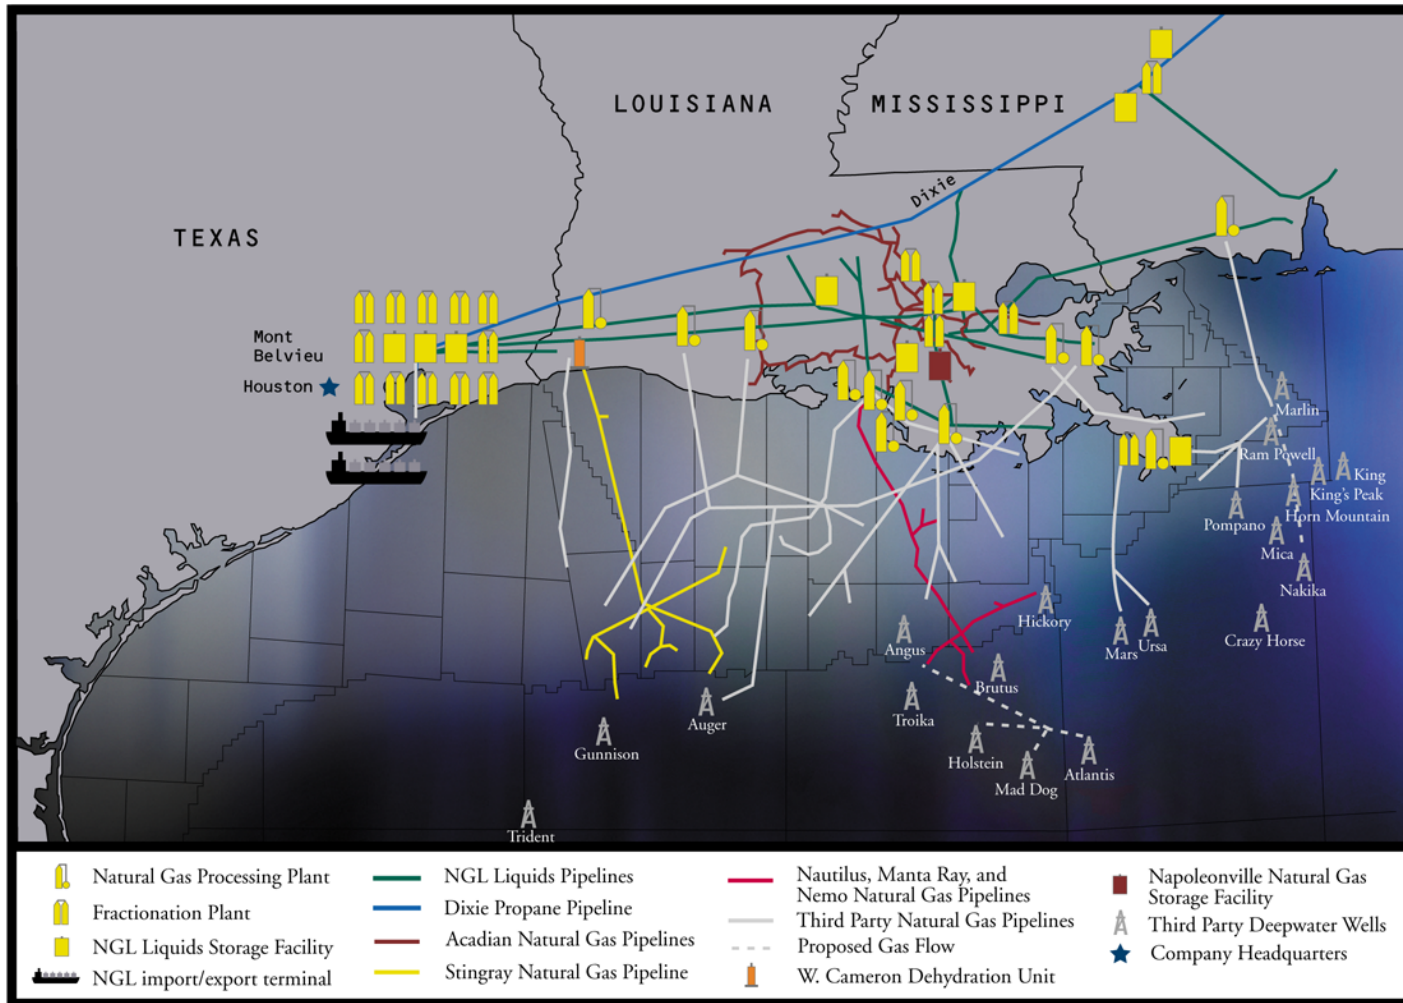 LOUISIANA
MISSISSIPPI
Dixie
TEXAS
Mont
Belvieu
Houston
Marlin
Ram Powell
King
King's Peak
Horn Mountain
Pompano
Mica
Nakika
Hickory
Crazy Horse
Angus
Mars
Ursa
Brutus
Troika
Auger
Gunnison
Holstein
Atlantis
Mad Dog
Trident
Natural Gas Processing Plant
Fractionation Plant
NGL Liquids Storage Facility
NGL import/export terminal
NGL Liquids Pipelines
Dixie Propane Pipeline
Acadian Natural Gas Pipelines
Stingray Natural Gas Pipeline
Nautilus, Manta Ray, and
Nemo Natural Gas Pipelines
Third Party Natural Gas Pipelines
Proposed Gas Flow
W. Cameron Dehydration Unit
Napoleonville Natural Gas
Storage Facility
Third Party Deepwater Wells
Company Headquarters